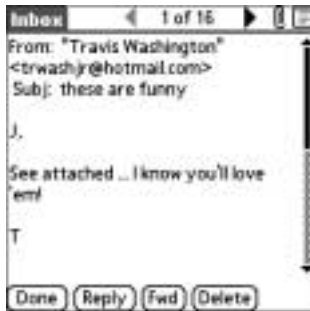 Inbox 1 of 16
From: "Travis Washington"
<trwashjr@hotmail.com>
Subj: these are funny
J,
See attached ... I know you'll love
'em!
T
Done Reply Fwd Delete